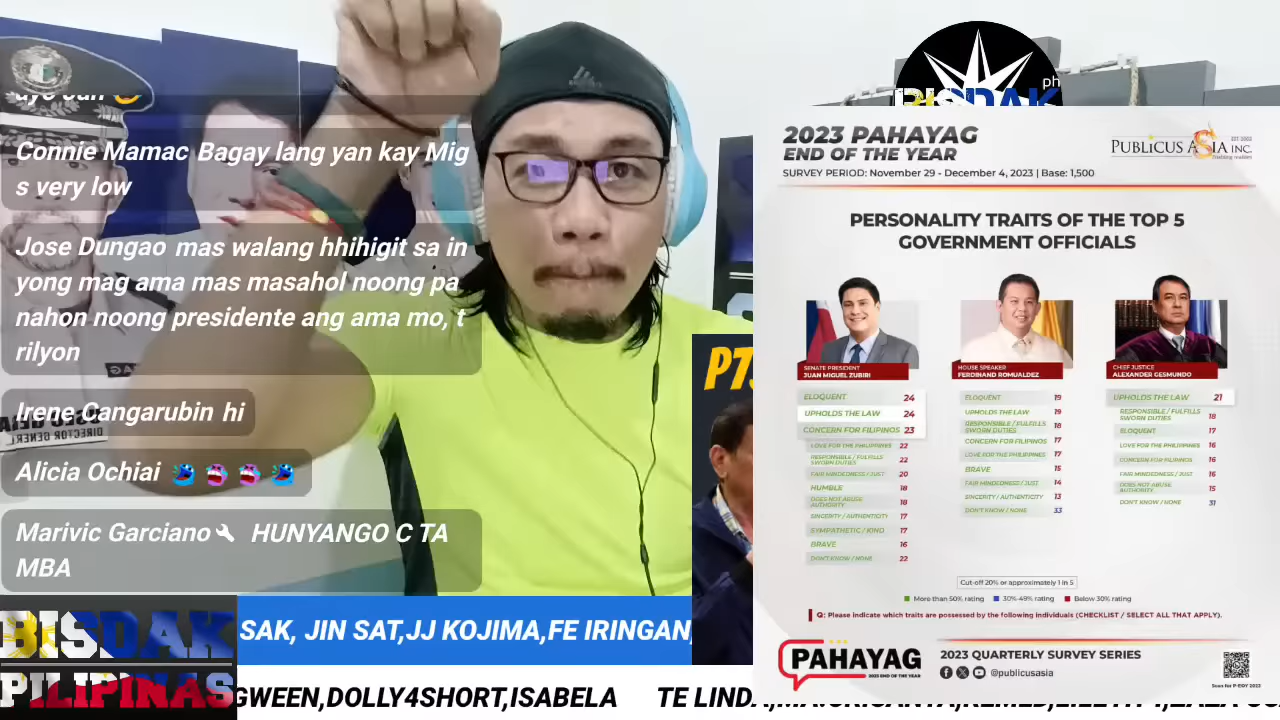 Connie Mamac Bagay lang yan kay Mig
s very low
Jose Dungao mas walang hhihigit sa in
yong mag ama mas masahol noong pa
nahon noong presidente ang ama mo, t
rilyon
Irene Cangarubin hi
Alicia Ochiai
Marivic Ganciano HUNYANGO C TA
MBA
BISDAK
PILIPINAS
SAK, JIN SAT,JJ KOJIMA,FE IRINGAN,
GWEEN,DOLLY4SHORT,ISABELA TE LINDA,
ph
BISDAK
2023 PAHAYAG
END OF THE YEAR
SURVEY PERIOD: November 29 - December 4, 2023 | Base: 1,500
PUBLICUS ASIA INC.
PERSONALITY TRAITS OF THE TOP 5
GOVERNMENT OFFICIALS
SENATE PRESIDENT
JUAN MIGUEL ZUBIRI
ELOQUENT 24
UPHOLDS THE LAW 24
CONCERN FOR FILIPINOS 23
LOVE FOR THE PHILIPPINES 22
RESPONSIBLE / FULFILLS
SWORN DUTIES 22
FAIR MINDEDNESS / JUST 20
HUMBLE 18
DOES NOT ABUSE
AUTHORITY 18
SINCERITY / AUTHENTICITY 17
SYMPATHETIC / KIND 17
BRAVE 16
DON'T KNOW / NONE 22
HOUSE SPEAKER
FERDINAND ROMUALDEZ
ELOQUENT 19
UPHOLDS THE LAW 19
RESPONSIBLE / FULFILLS
SWORN DUTIES 18
CONCERN FOR FILIPINOS 17
LOVE FOR THE PHILIPPINES 17
BRAVE 15
FAIR MINDEDNESS / JUST 14
SINCERITY / AUTHENTICITY 13
DON'T KNOW / NONE 33
CHIEF JUSTICE
ALEXANDER GESMUNDO
UPHOLDS THE LAW 21
RESPONSIBLE / FULFILLS
SWORN DUTIES 18
ELOQUENT 17
LOVE FOR THE PHILIPPINES 16
CONCERN FOR FILIPINOS 16
FAIR MINDEDNESS / JUST 16
DOES NOT ABUSE
AUTHORITY 15
DON'T KNOW / NONE 31
Cut-off 20% or approximately 1 in 5
More than 50% rating 30%-49% rating Below 30% rating
Q: Please indicate which traits are possessed by the following individuals (CHECKLIST / SELECT ALL THAT APPLY).
PAHAYAG
2023 END OF THE YEAR
2023 QUARTERLY SURVEY SERIES
@publicusasia